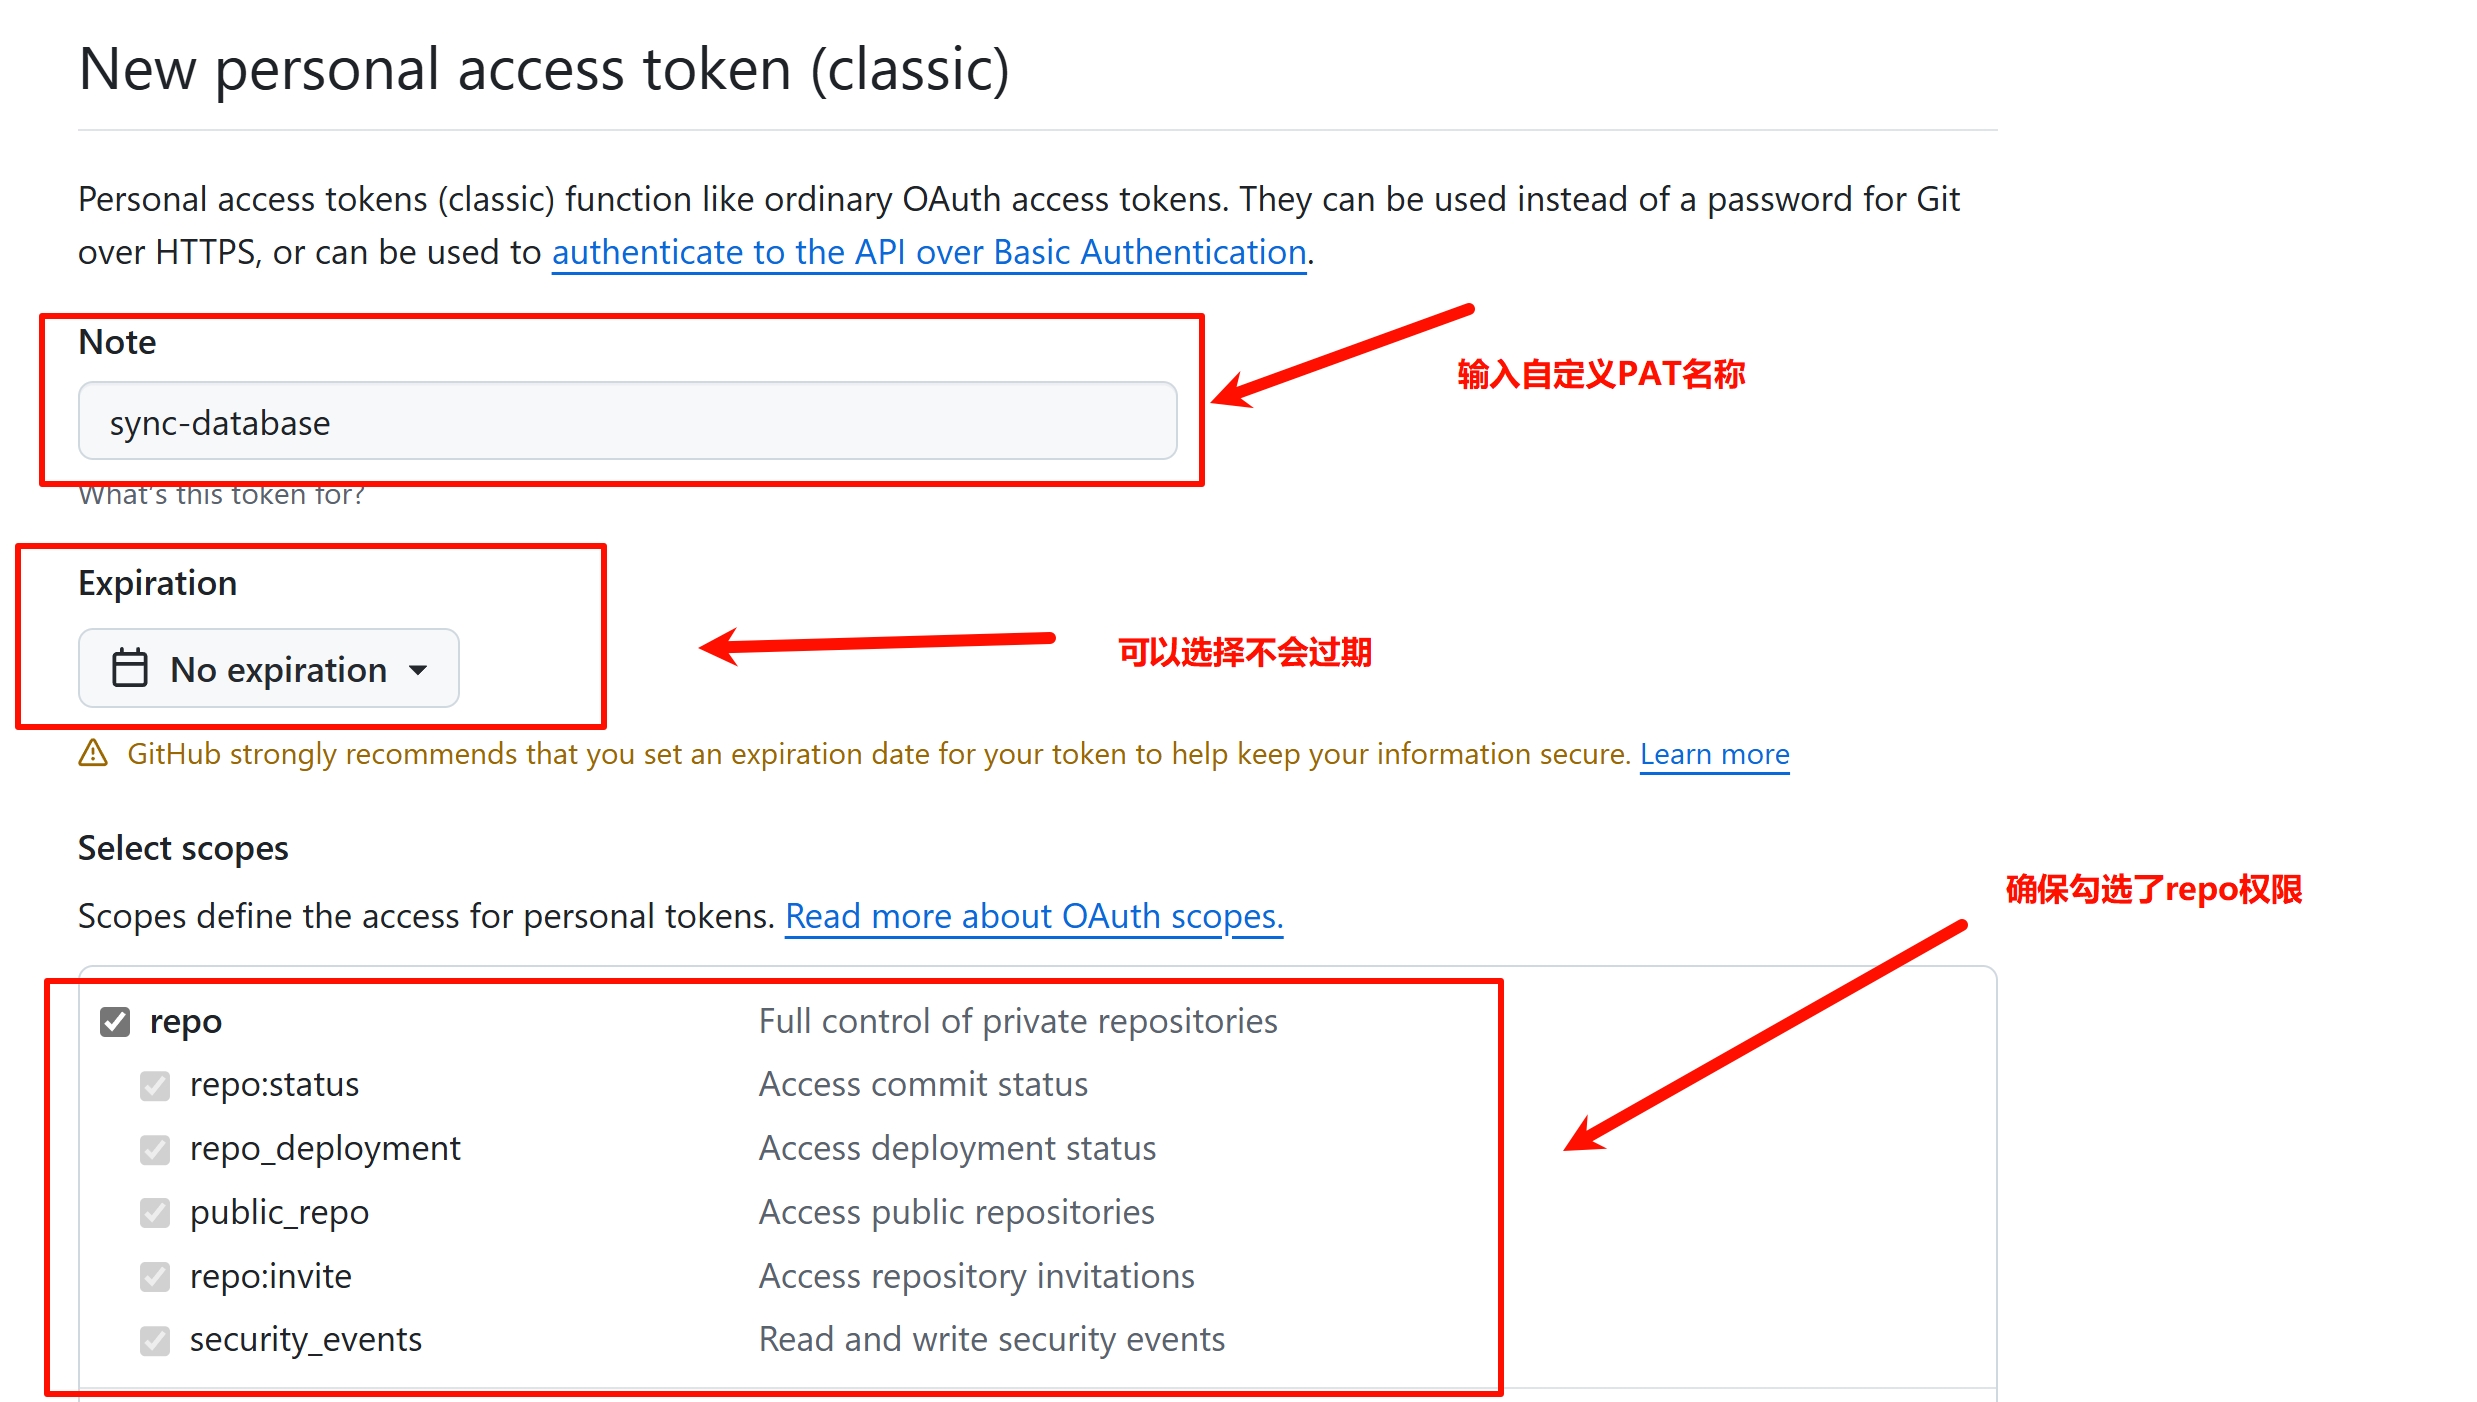 New personal access token (classic)
Personal access tokens (classic) function like ordinary OAuth access tokens. They can be used instead of a password for Git
over HTTPS, or can be used to authenticate to the API over Basic Authentication.
Note
输入自定义PAT名称
sync-database
What's this token for?
Expiration
No expiration
可以选择不会过期
GitHub strongly recommends that you set an expiration date for your token to help keep your information secure. Learn more
Select scopes
确保勾选了repo权限
Scopes define the access for personal tokens. Read more about OAuth scopes.
repo Full control of private repositories
repo:status Access commit status
repo_deployment Access deployment status
public_repo Access public repositories
repo:invite Access repository invitations
security_events Read and write security events